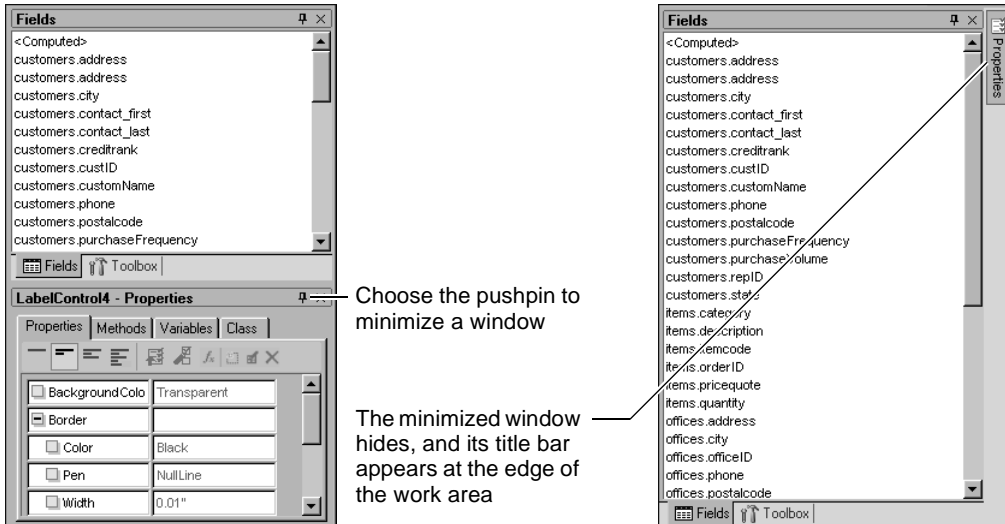 Fields
<Computed>
customers.address
customers.address
customers.city
customers.contact_first
customers.contact_last
customers.creditrank
customers.custID
customers.customName
customers.phone
customers.postalcode
customers.purchaseFrequency
Fields Toolbox
LabelControl4 - Properties
Properties Methods Variables Class
BackgroundColo Transparent
Border
Color Black
Pen NullLine
Width 0.01"
Choose the pushpin to
minimize a window
The minimized window
hides, and its title bar
appears at the edge of
the work area
Fields
<Computed>
customers.address
customers.address
customers.city
customers.contact_first
customers.contact_last
customers.creditrank
customers.custID
customers.customName
customers.phone
customers.postalcode
customers.purchaseFrequency
customers.purchaseVolume
customers.repID
customers.state
items.category
items.description
items.itemcode
items.orderID
items.pricequote
items.quantity
offices.address
offices.city
offices.officeID
offices.phone
offices.postalcode
Fields Toolbox
Properties